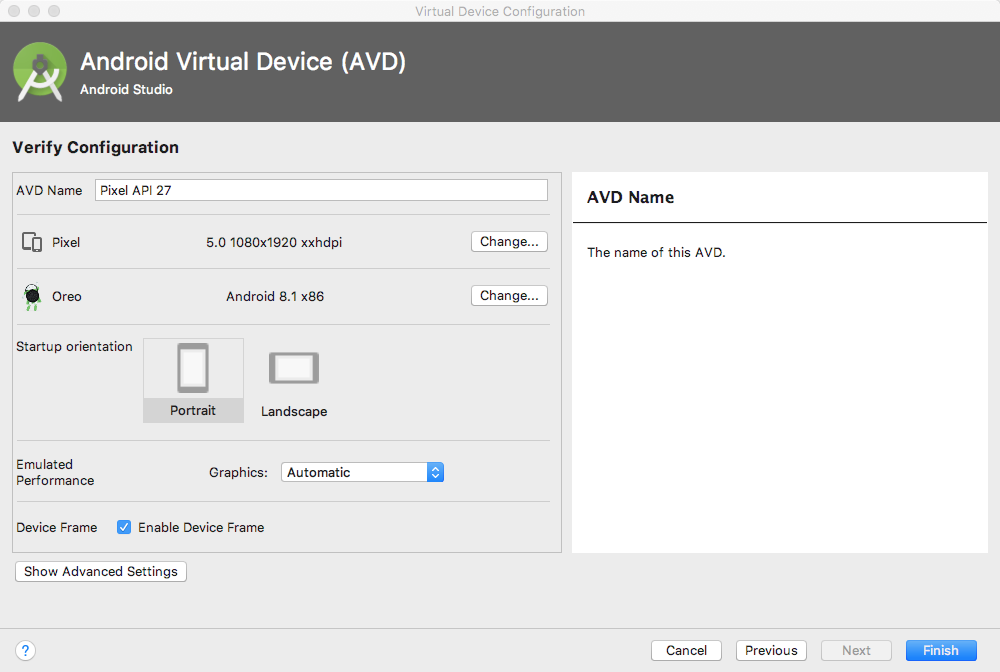 Virtual Device Configuration
Android Virtual Device (AVD)
Android Studio
Verify Configuration
AVD Name Pixel API 27
Pixel 5.0 1080x1920 xxhdpi Change...
Oreo Android 8.1 x86 Change...
Startup orientation
Portrait Landscape
Emulated
Performance
Graphics: Automatic
Device Frame Enable Device Frame
Show Advanced Settings
AVD Name
The name of this AVD.
? Cancel Previous Next Finish